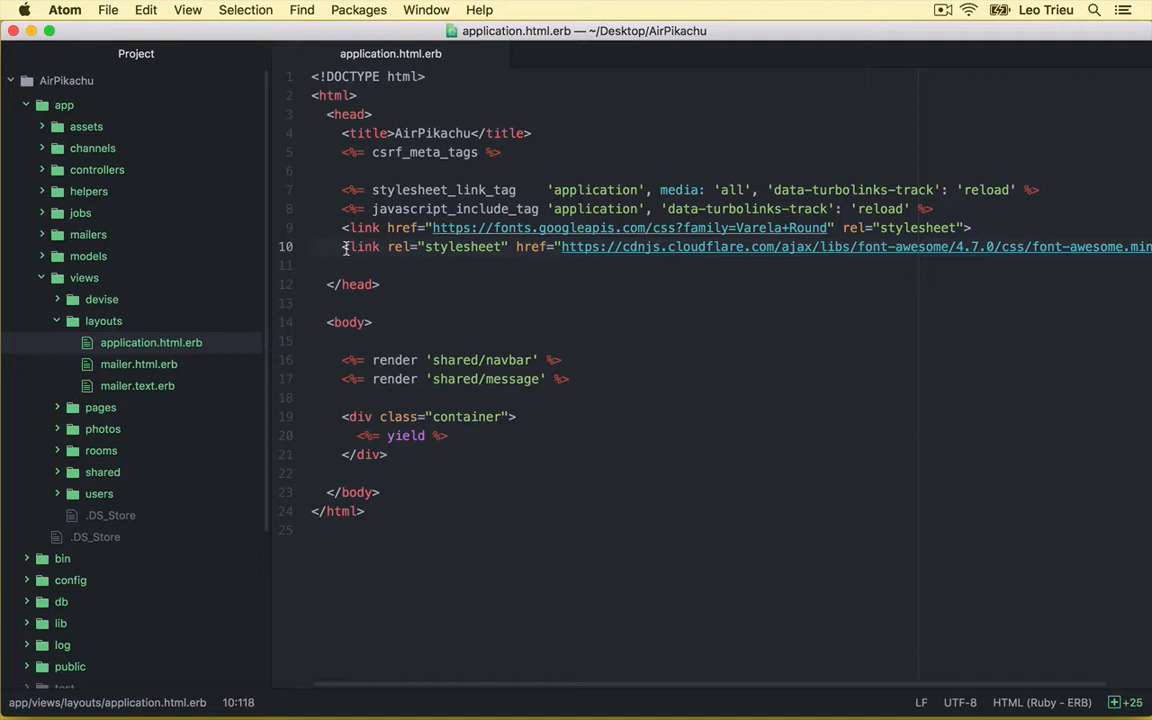 Atom File Edit View Selection Find Packages Window Help Leo Trieu
application.html.erb — ~/Desktop/AirPikachu
Project
application.html.erb
AirPikachu
app
assets
channels
controllers
helpers
jobs
mailers
models
views
devise
layouts
application.html.erb
mailer.html.erb
mailer.text.erb
pages
photos
rooms
shared
users
.DS_Store
.DS_Store
bin
config
db
lib
log
public
test
1 <!DOCTYPE html>
2 <html>
3 <head>
4 <title>AirPikachu</title>
5 <%= csrf_meta_tags %>
6
7 <%= stylesheet_link_tag    'application', media: 'all', 'data-turbolinks-track': 'reload' %>
8 <%= javascript_include_tag 'application', 'data-turbolinks-track': 'reload' %>
9 <link href="https://fonts.googleapis.com/css?family=Varela+Round" rel="stylesheet">
10 <link rel="stylesheet" href="https://cdnjs.cloudflare.com/ajax/libs/font-awesome/4.7.0/css/font-awesome.min
11
12 </head>
13
14 <body>
15
16 <%= render 'shared/navbar' %>
17 <%= render 'shared/message' %>
18
19 <div class="container">
20 <%= yield %>
21 </div>
22
23 </body>
24 </html>
25
app/views/layouts/application.html.erb 10:118 LF UTF-8 HTML (Ruby - ERB) +25